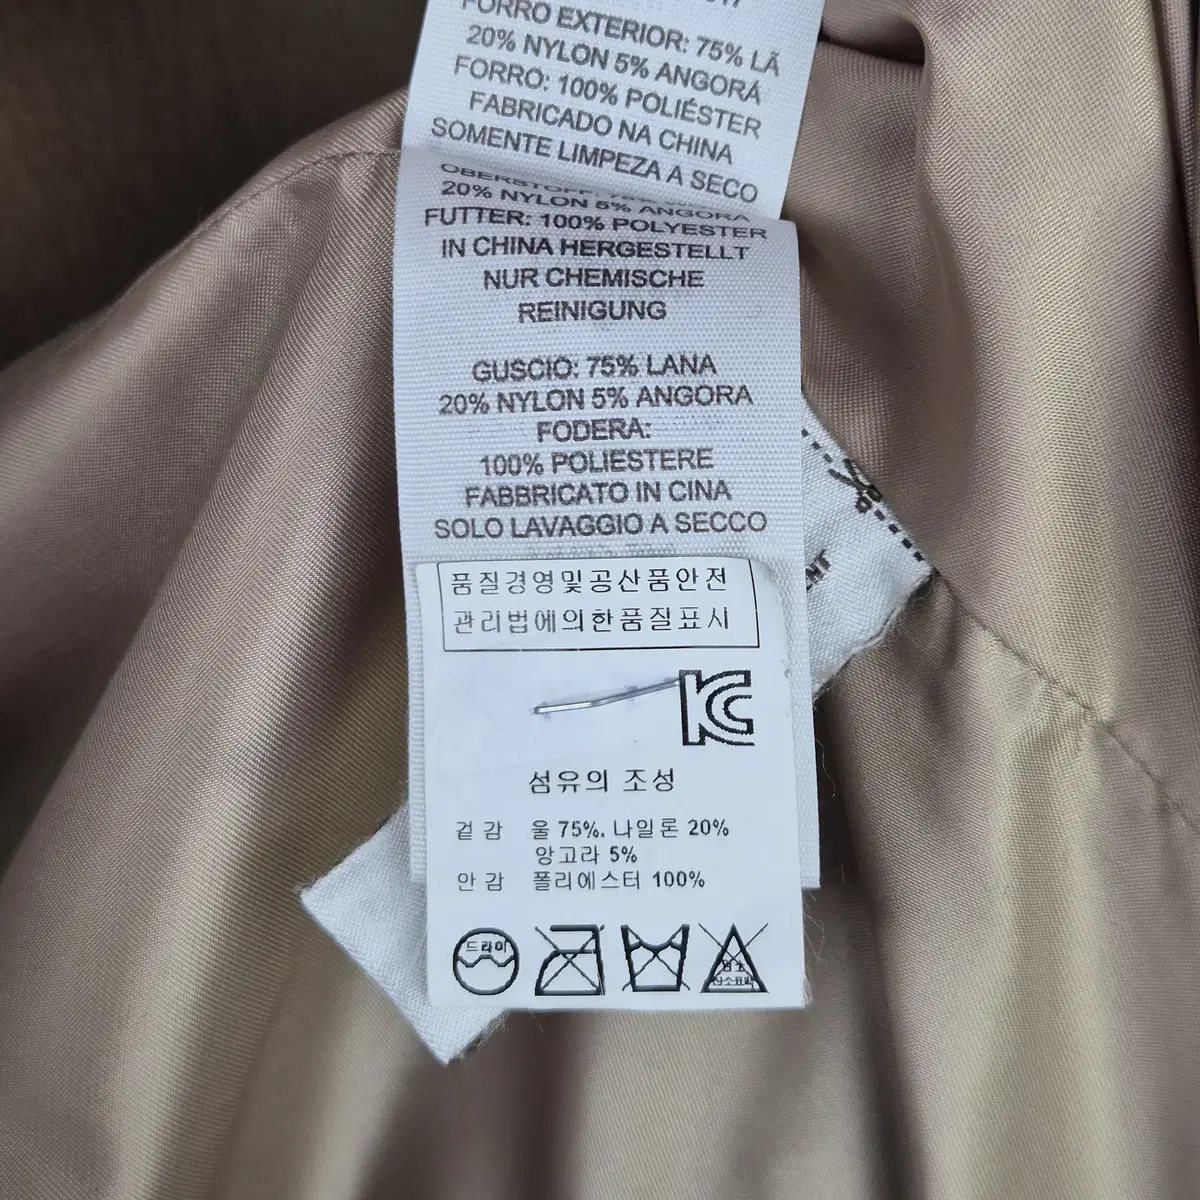 FORRO EXTERIOR: 75% LÃ
20% NYLON 5% ANGORÁ
FORRO: 100% POLIÉSTER
FABRICADO NA CHINA
SOMENTE LIMPEZA A SECO
OBERSTOFF:
20% NYLON 5% ANGORA
FUTTER: 100% POLYESTER
IN CHINA HERGESTELLT
NUR CHEMISCHE
REINIGUNG
GUSCIO: 75% LANA
20% NYLON 5% ANGORA
FODERA:
100% POLIESTERE
FABBRICATO IN CINA
SOLO LAVAGGIO A SECCO
품질경영및공산품안전
관리법에의한품질표시
KC
섬유의 조성
겉감 울 75%. 나일론 20%
앙고라 5%
안감 폴리에스터 100%
드라이